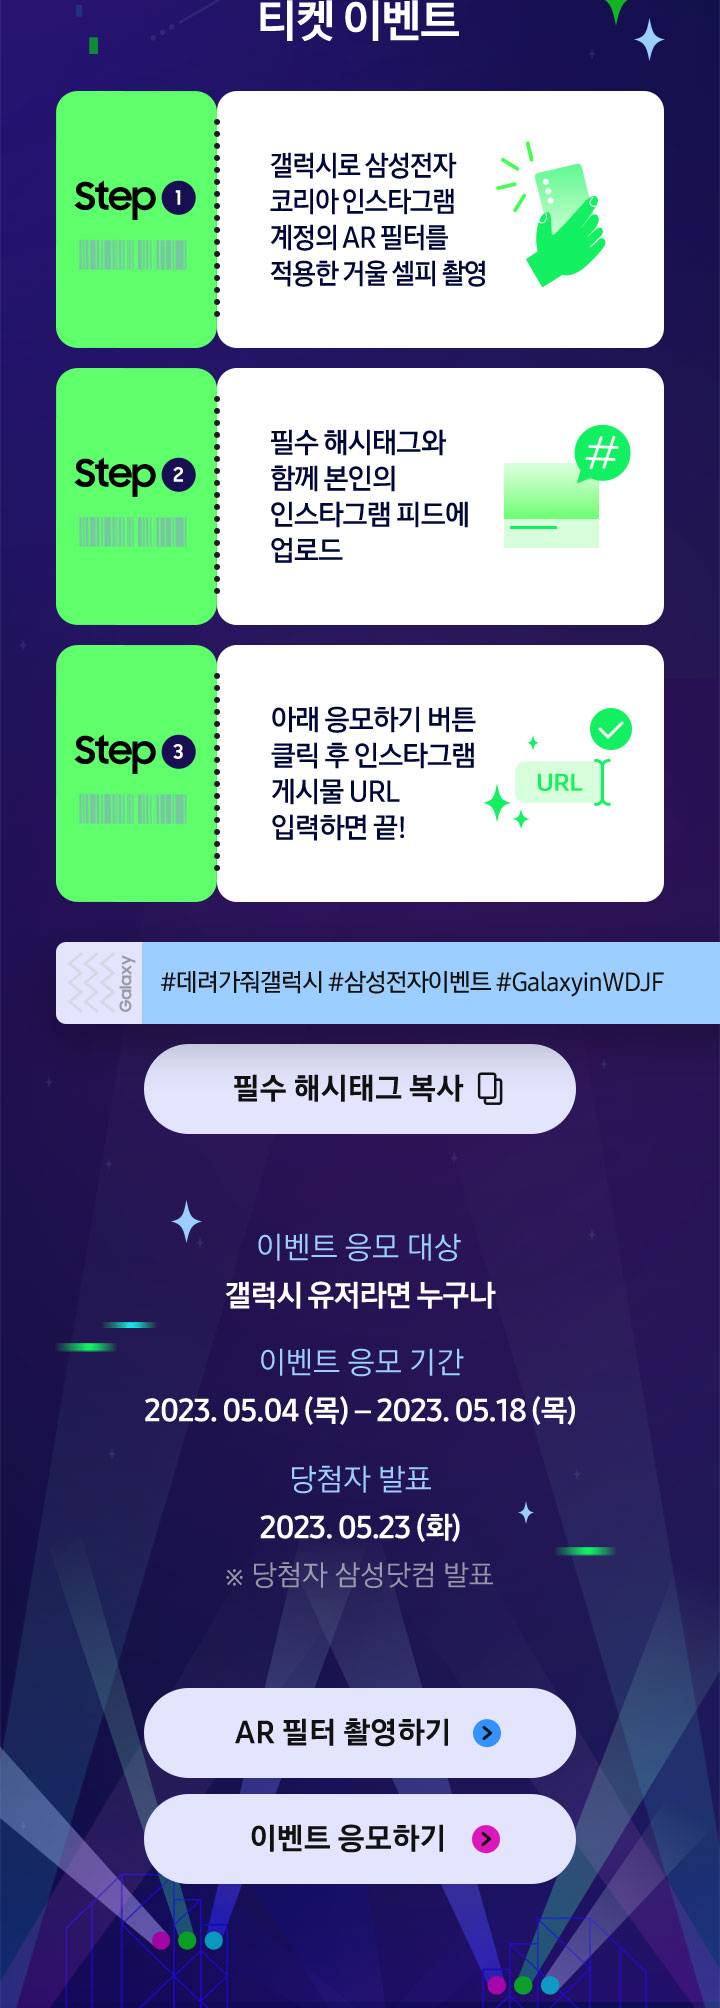 티켓 이벤트
Step 1
갤럭시로 삼성전자
코리아 인스타그램
계정의 AR 필터를
적용한 거울 셀피 촬영
Step 2
필수 해시태그와
함께 본인의
인스타그램 피드에
업로드
#
Step 3
아래 응모하기 버튼
클릭 후 인스타그램
게시물 URL
입력하면 끝!
URL
Galaxy
#데려가줘갤럭시 #삼성전자이벤트 #GalaxyinWDJF
필수 해시태그 복사
이벤트 응모 대상
갤럭시 유저라면 누구나
이벤트 응모 기간
2023. 05.04 (목) – 2023. 05.18 (목)
당첨자 발표
2023. 05.23 (화)
※ 당첨자 삼성닷컴 발표
AR 필터 촬영하기
이벤트 응모하기